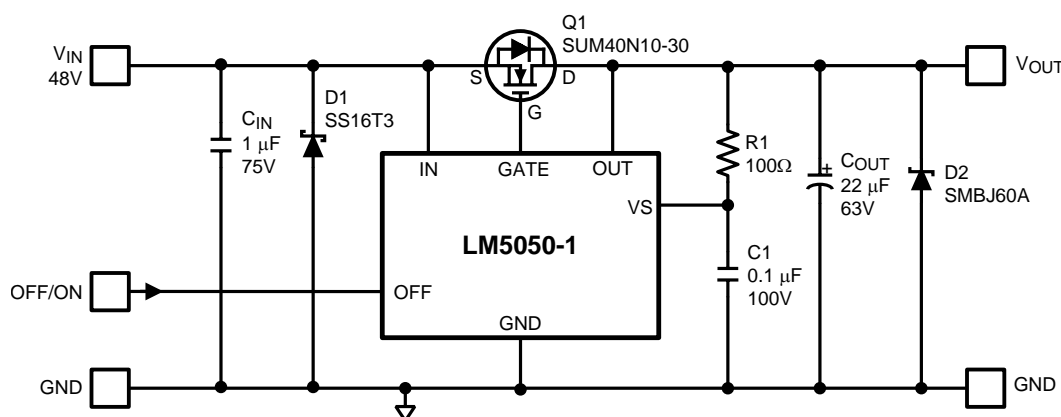 Q1
SUM40N10-30
VIN
48V
S
D
G
VOUT
D1
SS16T3
CIN
1 μF
75V
IN
GATE
OUT
R1
100Ω
COUT
22 μF
63V
+
D2
SMBJ60A
VS
LM5050-1
C1
0.1 μF
100V
OFF/ON
OFF
GND
GND
GND